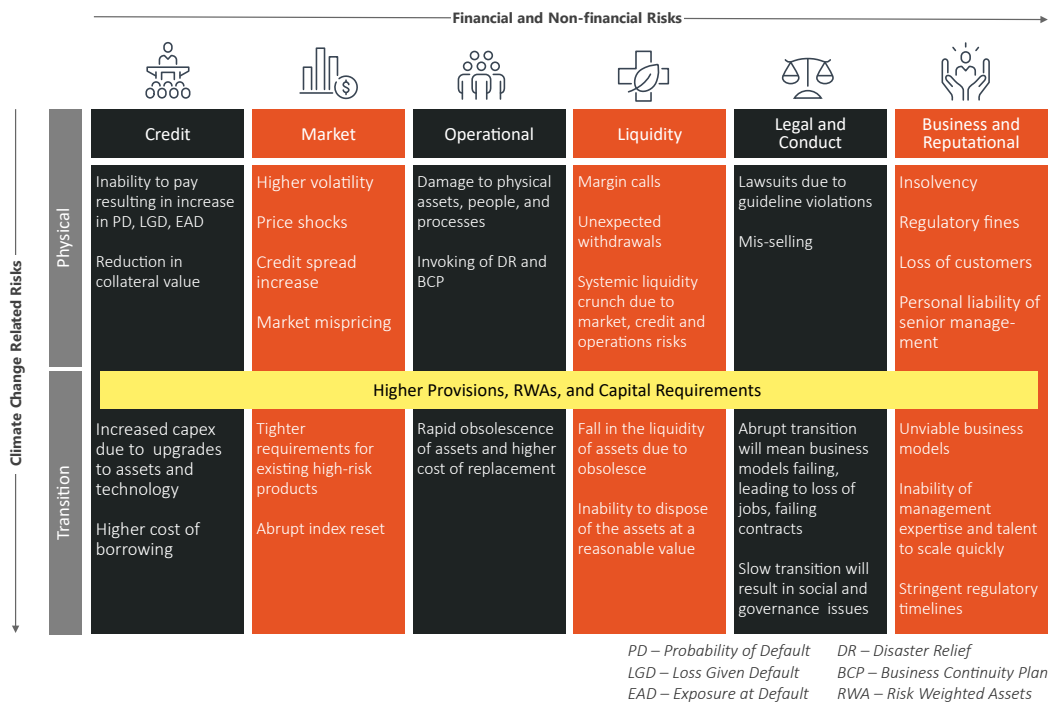 Financial and Non-financial Risks
Climate Change Related Risks
Credit
Market
Operational
Liquidity
Legal and
Conduct
Business and
Reputational
Physical
Inability to pay
resulting in increase
in PD, LGD, EAD
Reduction in
collateral value
Higher volatility
Price shocks
Credit spread
increase
Market mispricing
Damage to physical
assets, people, and
processes
Invoking of DR and
BCP
Margin calls
Unexpected
withdrawals
Systemic liquidity
crunch due to
market, credit and
operations risks
Lawsuits due to
guideline violations
Mis-selling
Insolvency
Regulatory fines
Loss of customers
Personal liability of
senior manage-
ment
Higher Provisions, RWAs, and Capital Requirements
Transition
Increased capex
due to upgrades
to assets and
technology
Higher cost of
borrowing
Tighter
requirements for
existing high-risk
products
Abrupt index reset
Rapid obsolescence
of assets and higher
cost of replacement
Fall in the liquidity
of assets due to
obsolesce
Inability to dispose
of the assets at a
reasonable value
Abrupt transition
will mean business
models failing,
leading to loss of
jobs, failing
contracts
Slow transition will
result in social and
governance issues
Unviable business
models
Inability of
management
expertise and talent
to scale quickly
Stringent regulatory
timelines
PD – Probability of Default
LGD – Loss Given Default
EAD – Exposure at Default
DR – Disaster Relief
BCP – Business Continuity Plan
RWA – Risk Weighted Assets